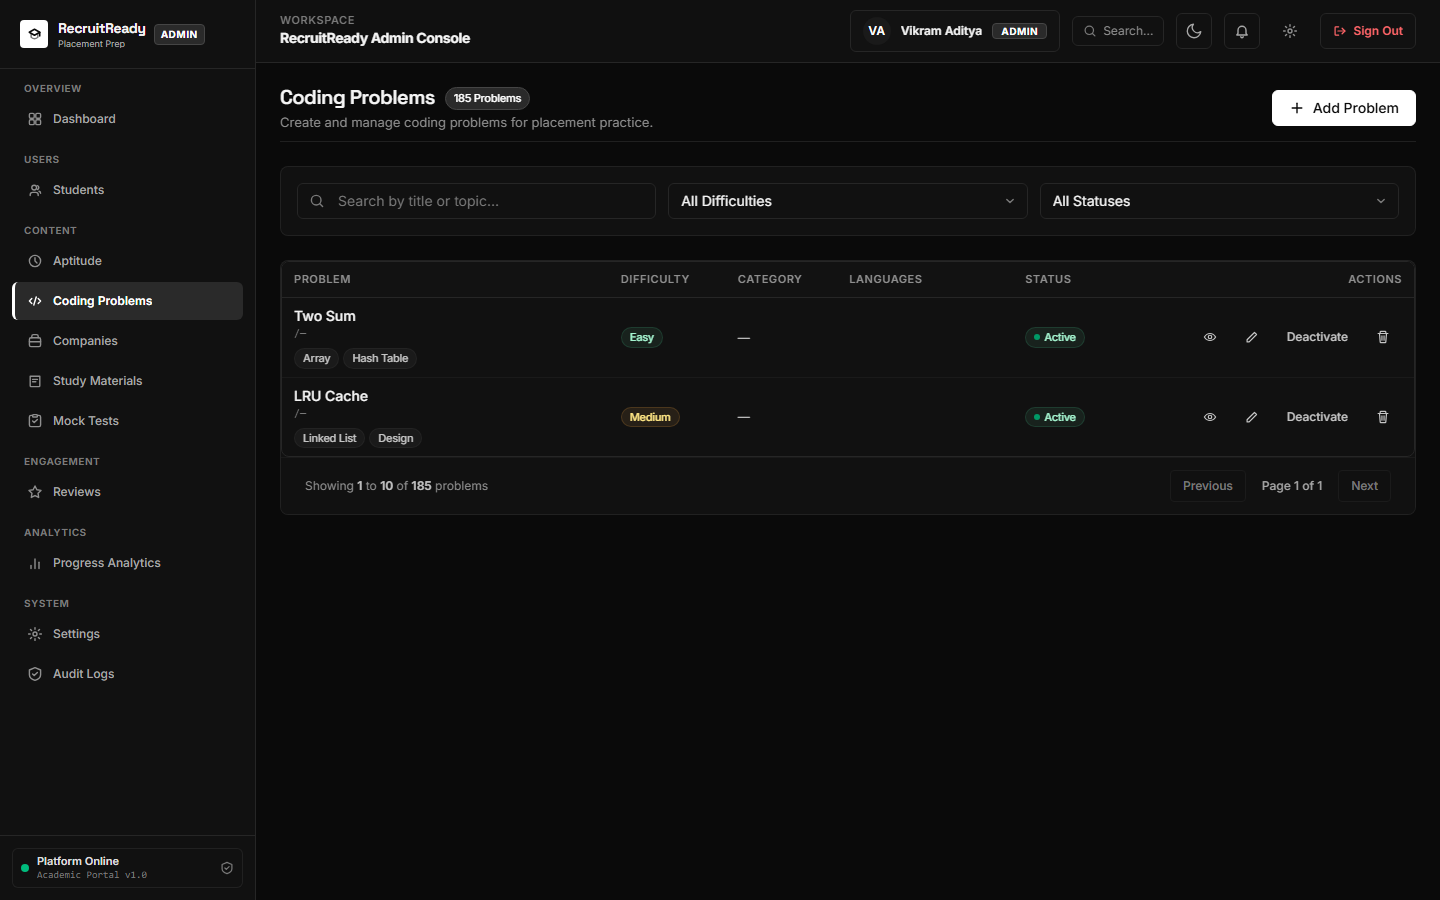 RecruitReady
Placement Prep
ADMIN
OVERVIEW
Dashboard
USERS
Students
CONTENT
Aptitude
Coding Problems
Companies
Study Materials
Mock Tests
ENGAGEMENT
Reviews
ANALYTICS
Progress Analytics
SYSTEM
Settings
Audit Logs
Platform Online
Academic Portal v1.0
WORKSPACE
RecruitReady Admin Console
VA Vikram Aditya ADMIN
Search...
Sign Out
Coding Problems 185 Problems
Create and manage coding problems for placement practice.
+ Add Problem
Search by title or topic...
All Difficulties
All Statuses
PROBLEM DIFFICULTY CATEGORY LANGUAGES STATUS ACTIONS
Two Sum
/—
Array Hash Table
Easy — Active Deactivate
LRU Cache
/—
Linked List Design
Medium — Active Deactivate
Showing 1 to 10 of 185 problems
Previous Page 1 of 1 Next